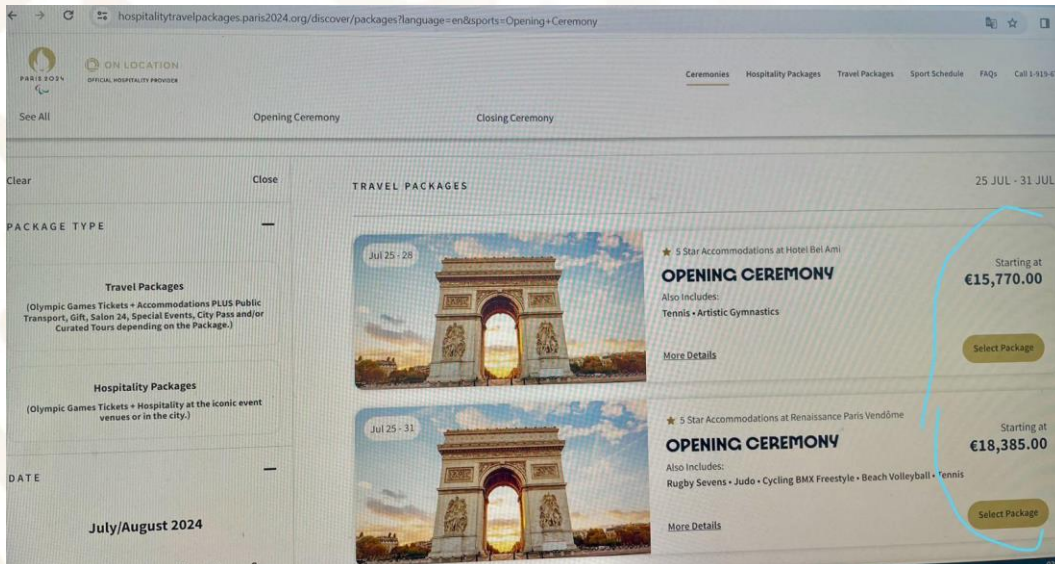 hospitalitytravelpackages.paris2024.org/discover/packages?language=en&sports=Opening+Ceremony
PARIS 2024
ON LOCATION
OFFICIAL HOSPITALITY PROVIDER
Ceremonies Hospitality Packages Travel Packages Sport Schedule FAQs Call 1-919-6
See All Opening Ceremony Closing Ceremony
Clear Close
PACKAGE TYPE
Travel Packages
(Olympic Games Tickets + Accommodations PLUS Public
Transport, Gift, Salon 24, Special Events, City Pass and/or
Curated Tours depending on the Package.)
Hospitality Packages
(Olympic Games Tickets + Hospitality at the iconic event
venues or in the city.)
DATE
July/August 2024
TRAVEL PACKAGES 25 JUL - 31 JUL
Jul 25 - 28
5 Star Accommodations at Hotel Bel Ami
OPENING CEREMONY
Also Includes:
Tennis • Artistic Gymnastics
More Details
Starting at
€15,770.00
Select Package
Jul 25 - 31
5 Star Accommodations at Renaissance Paris Vendôme
OPENING CEREMONY
Also Includes:
Rugby Sevens • Judo • Cycling BMX Freestyle • Beach Volleyball • Tennis
More Details
Starting at
€18,385.00
Select Package